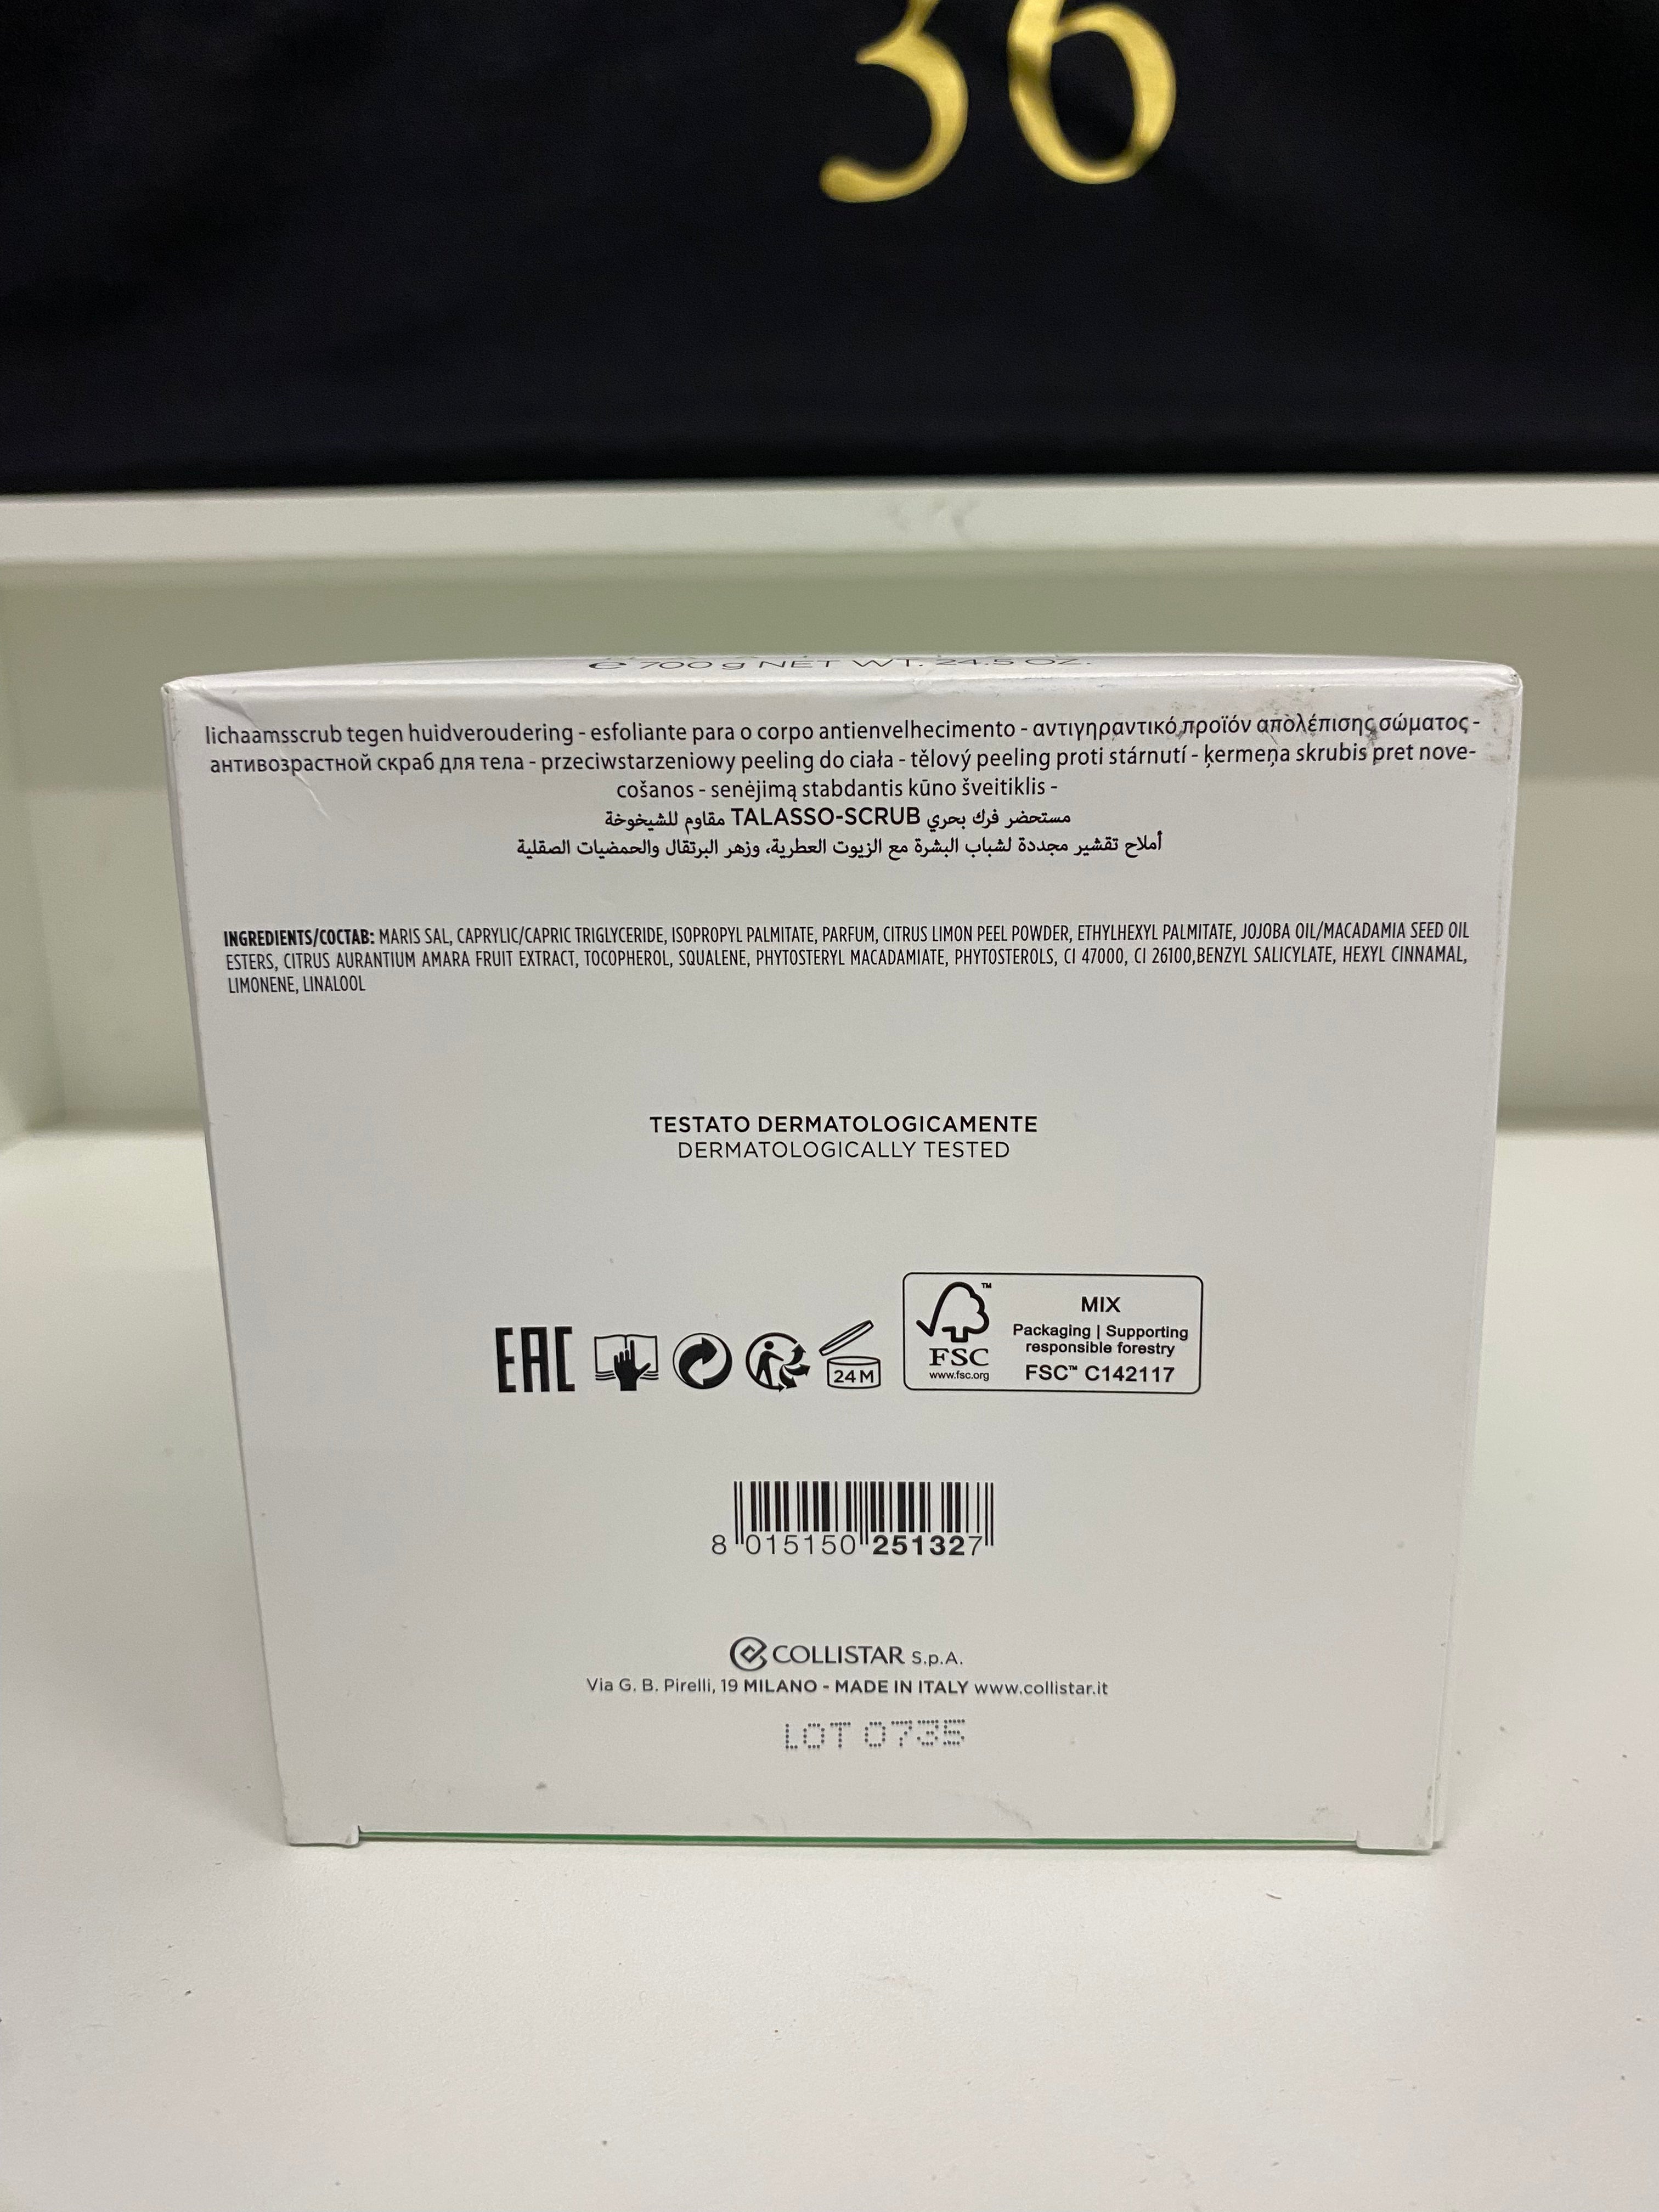 36
℮ 700 g NET WT. 24.5 OZ.
lichaamsscrub tegen huidveroudering - esfoliante para o corpo antienvelhecimento - αντιγηραντικό προϊόν απολέπισης σώματος -
антивозрастной скраб для тела - przeciwstarzeniowy peeling do ciała - tělový peeling proti stárnutí - ķermeņa skrubis pret nove-
cošanos - senėjimą stabdantis kūno šveitiklis -
مستحضر فرك بحري TALASSO-SCRUB مقاوم للشيخوخة
أملاح تقشير مجددة لشباب البشرة مع الزيوت العطرية، وزهر البرتقال والحمضيات الصقلية
INGREDIENTS/COCTAB: MARIS SAL, CAPRYLIC/CAPRIC TRIGLYCERIDE, ISOPROPYL PALMITATE, PARFUM, CITRUS LIMON PEEL POWDER, ETHYLHEXYL PALMITATE, JOJOBA OIL/MACADAMIA SEED OIL
ESTERS, CITRUS AURANTIUM AMARA FRUIT EXTRACT, TOCOPHEROL, SQUALENE, PHYTOSTERYL MACADAMIATE, PHYTOSTEROLS, CI 47000, CI 26100,BENZYL SALICYLATE, HEXYL CINNAMAL,
LIMONENE, LINALOOL
TESTATO DERMATOLOGICAMENTE
DERMATOLOGICALLY TESTED
EAC
24 M
FSC
www.fsc.org
MIX
Packaging | Supporting
responsible forestry
FSC™ C142117
8 015150 251327
COLLISTAR S.p.A.
Via G. B. Pirelli, 19 MILANO - MADE IN ITALY www.collistar.it
LOT 0735